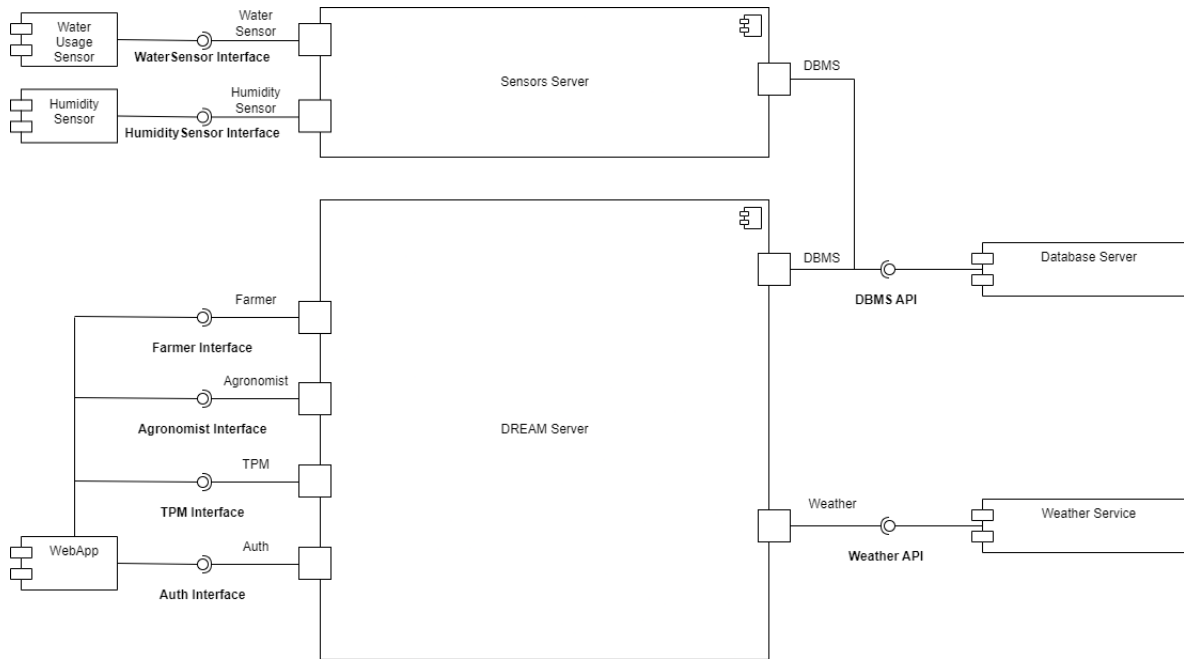 Water
Usage
Sensor
Water
Sensor
WaterSensor Interface
Sensors Server
DBMS
Humidity
Sensor
Humidity
Sensor
HumiditySensor Interface
DBMS
Database Server
DBMS API
Farmer
Farmer Interface
Agronomist
Agronomist Interface
DREAM Server
TPM
TPM Interface
Weather
Weather Service
Weather API
WebApp
Auth
Auth Interface